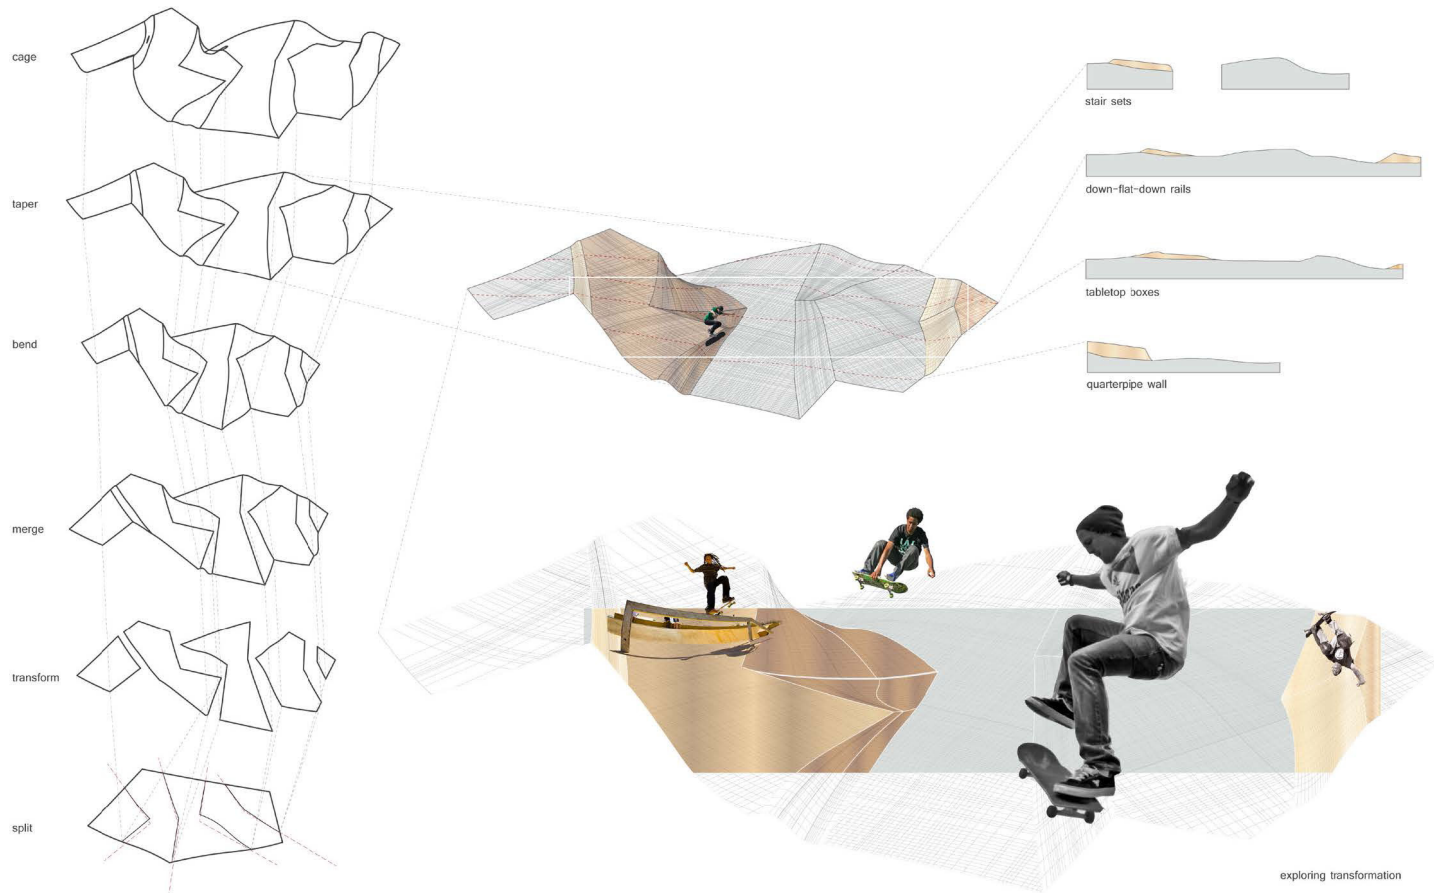 cage
taper
bend
merge
transform
split
stair sets
down-flat-down rails
tabletop boxes
quarterpipe wall
exploring transformation